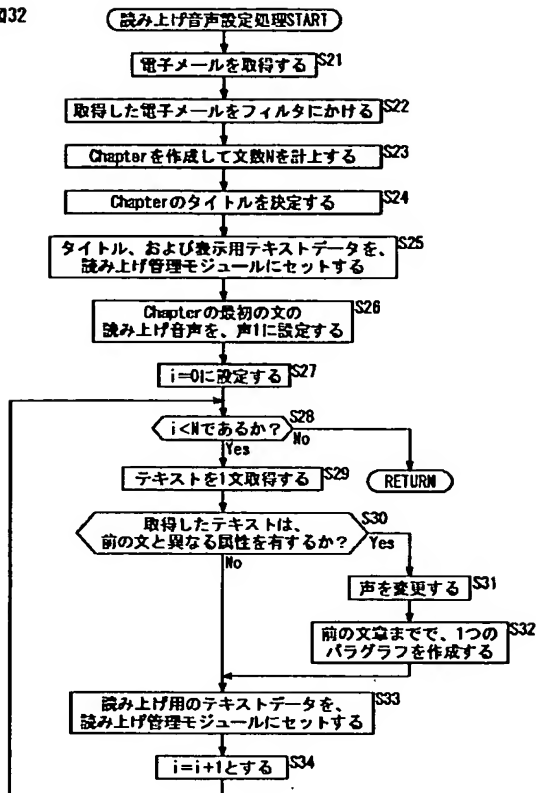 図32
読み上げ音声設定処理START
電子メールを取得する S21
取得した電子メールをフィルタにかける S22
Chapterを作成して文数Nを計上する S23
Chapterのタイトルを決定する S24
タイトル、および表示用テキストデータを、 S25
読み上げ管理モジュールにセットする
Chapterの最初の文の S26
読み上げ音声を、声1に設定する
i=0に設定する S27
i<Nであるか? S28
Yes
No
テキストを1文取得する S29
RETURN
取得したテキストは、 S30
前の文と異なる属性を有するか?
Yes
No
声を変更する S31
前の文章までで、1つの S32
パラグラフを作成する
読み上げ用のテキストデータを、 S33
読み上げ管理モジュールにセットする
i=i+1とする S34